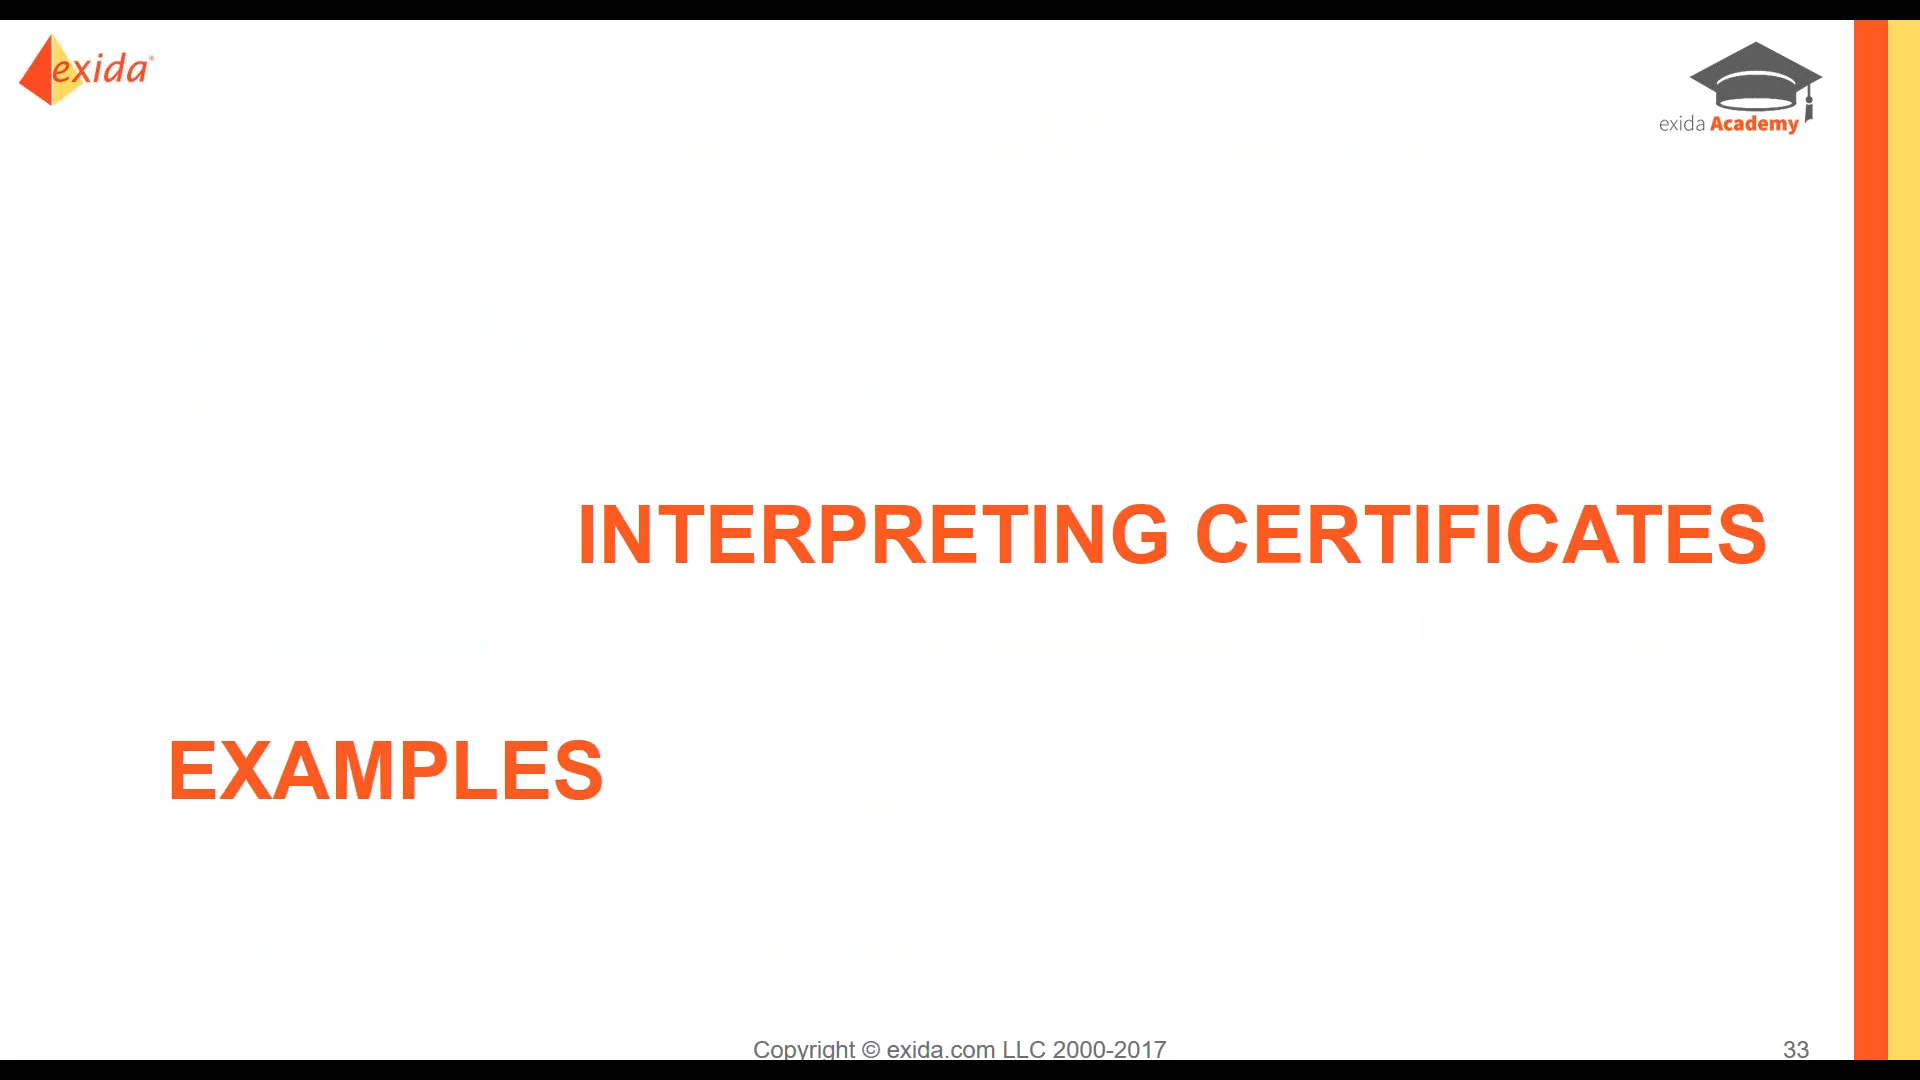 exida
exida Academy
INTERPRETING CERTIFICATES
EXAMPLES
Copyright © exida.com LLC 2000-2017
33